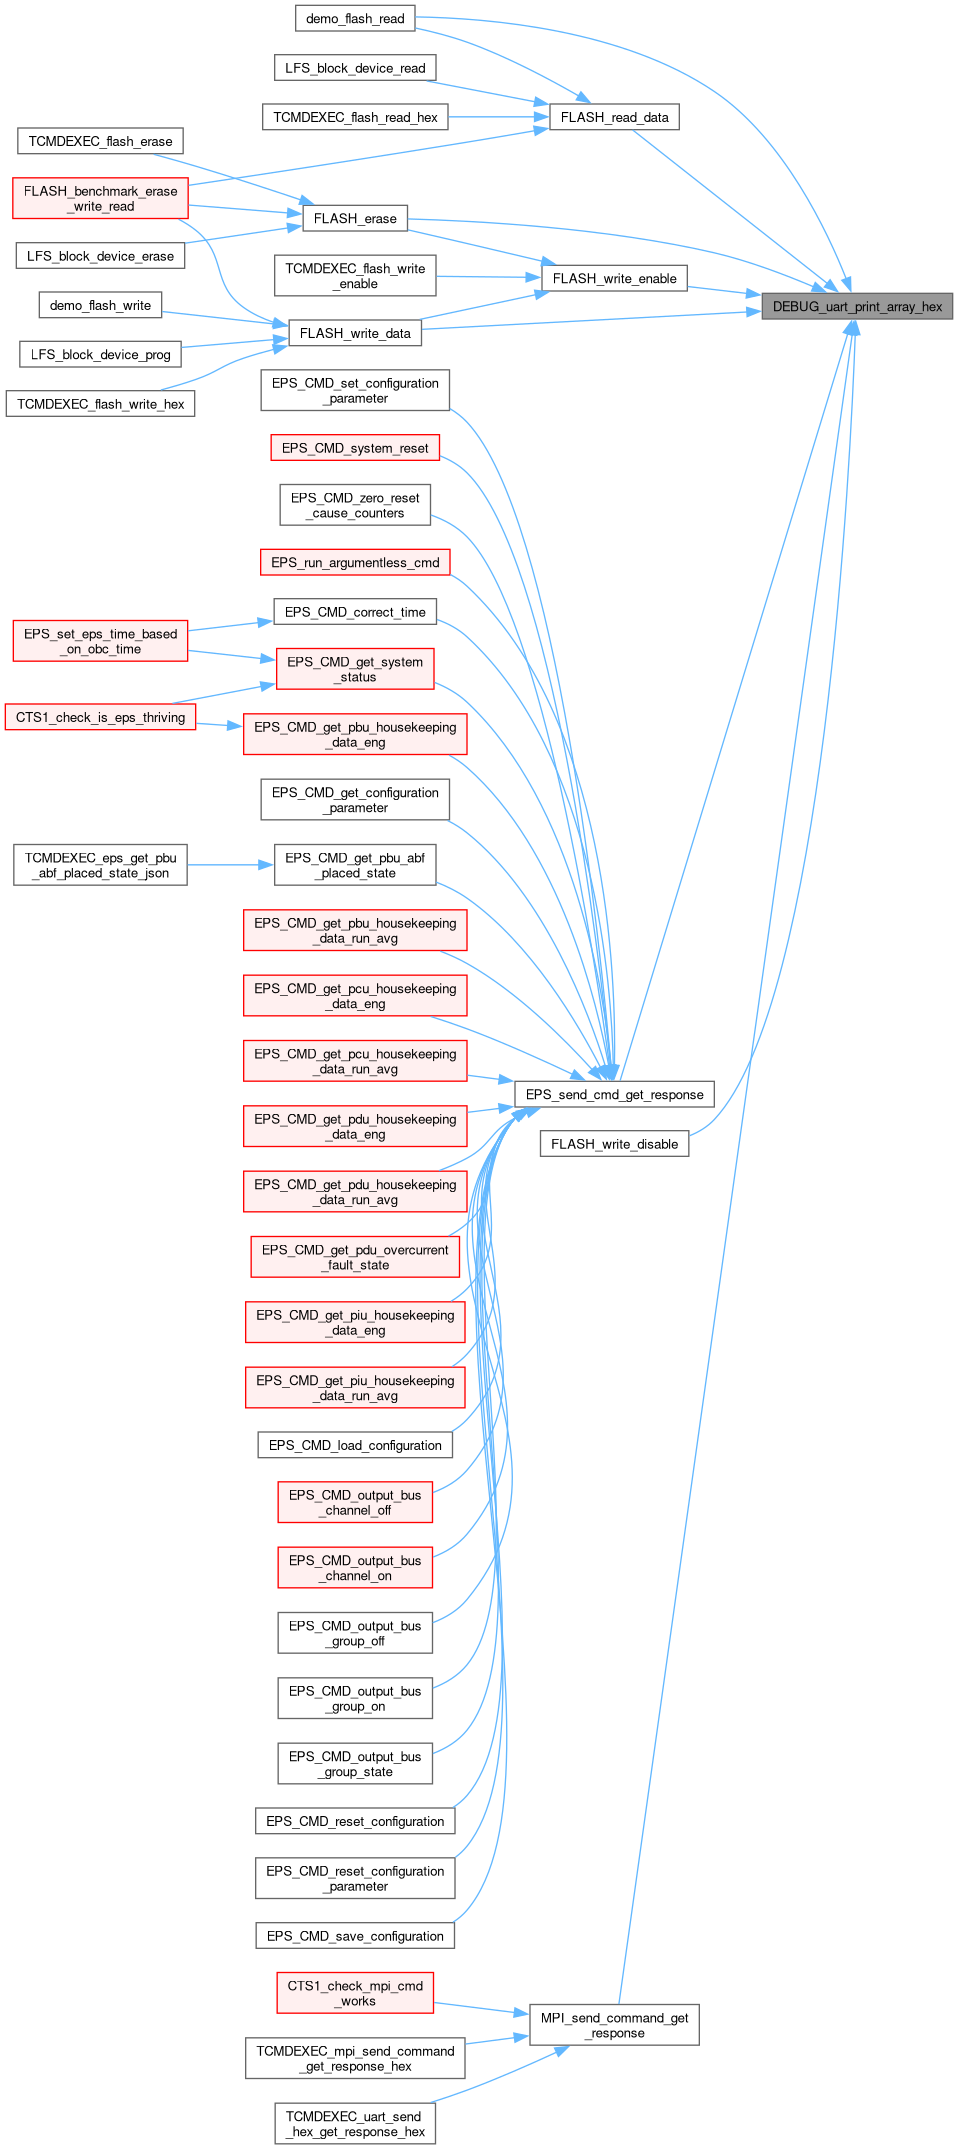 demo_flash_read
LFS_block_device_read
TCMDEXEC_flash_read_hex
FLASH_read_data
TCMDEXEC_flash_erase
FLASH_benchmark_erase
_write_read
FLASH_erase
LFS_block_device_erase
TCMDEXEC_flash_write
_enable
FLASH_write_enable
demo_flash_write
DEBUG_uart_print_array_hex
FLASH_write_data
LFS_block_device_prog
TCMDEXEC_flash_write_hex
EPS_CMD_set_configuration
_parameter
EPS_CMD_system_reset
EPS_CMD_zero_reset
_cause_counters
EPS_run_argumentless_cmd
EPS_CMD_correct_time
EPS_set_eps_time_based
_on_obc_time
EPS_CMD_get_system
_status
CTS1_check_is_eps_thriving
EPS_CMD_get_pbu_housekeeping
_data_eng
EPS_CMD_get_configuration
_parameter
TCMDEXEC_eps_get_pbu
_abf_placed_state_json
EPS_CMD_get_pbu_abf
_placed_state
EPS_CMD_get_pbu_housekeeping
_data_run_avg
EPS_CMD_get_pcu_housekeeping
_data_eng
EPS_CMD_get_pcu_housekeeping
_data_run_avg
EPS_send_cmd_get_response
EPS_CMD_get_pdu_housekeeping
_data_eng
FLASH_write_disable
EPS_CMD_get_pdu_housekeeping
_data_run_avg
EPS_CMD_get_pdu_overcurrent
_fault_state
EPS_CMD_get_piu_housekeeping
_data_eng
EPS_CMD_get_piu_housekeeping
_data_run_avg
EPS_CMD_load_configuration
EPS_CMD_output_bus
_channel_off
EPS_CMD_output_bus
_channel_on
EPS_CMD_output_bus
_group_off
EPS_CMD_output_bus
_group_on
EPS_CMD_output_bus
_group_state
EPS_CMD_reset_configuration
EPS_CMD_reset_configuration
_parameter
EPS_CMD_save_configuration
CTS1_check_mpi_cmd
_works
MPI_send_command_get
_response
TCMDEXEC_mpi_send_command
_get_response_hex
TCMDEXEC_uart_send
_hex_get_response_hex